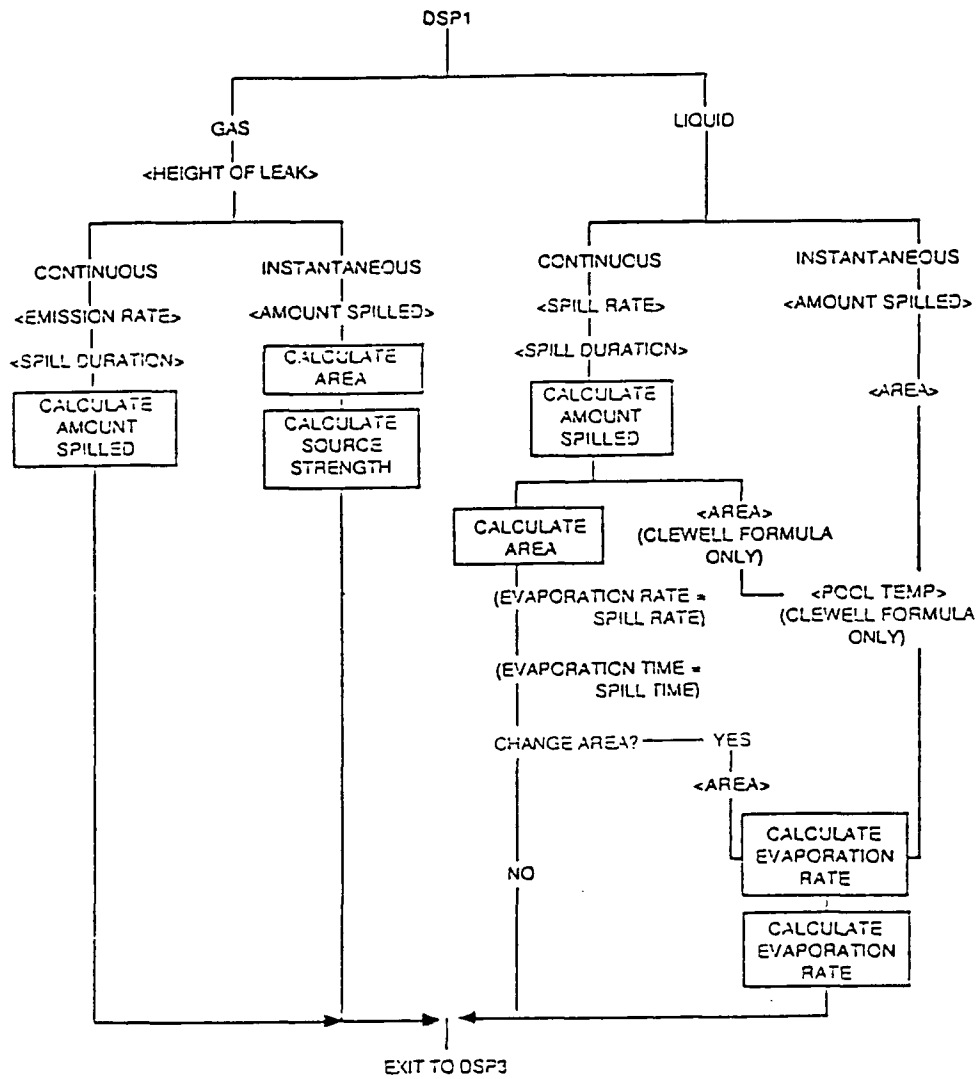 DSP1
GAS
<HEIGHT OF LEAK>
CONTINUOUS
<EMISSION RATE>
<SPILL DURATION>
CALCULATE
AMOUNT
SPILLED
INSTANTANEOUS
<AMOUNT SPILLED>
CALCULATE
AREA
CALCULATE
SOURCE
STRENGTH
LIQUID
CONTINUOUS
<SPILL RATE>
<SPILL DURATION>
CALCULATE
AMOUNT
SPILLED
CALCULATE
AREA
(EVAPORATION RATE =
SPILL RATE)
(EVAPORATION TIME =
SPILL TIME)
CHANGE AREA?
YES
<AREA>
NO
<AREA>
(CLEWELL FORMULA
ONLY)
INSTANTANEOUS
<AMOUNT SPILLED>
<AREA>
<POOL TEMP>
(CLEWELL FORMULA
ONLY)
CALCULATE
EVAPORATION
RATE
CALCULATE
EVAPORATION
RATE
EXIT TO DSP3